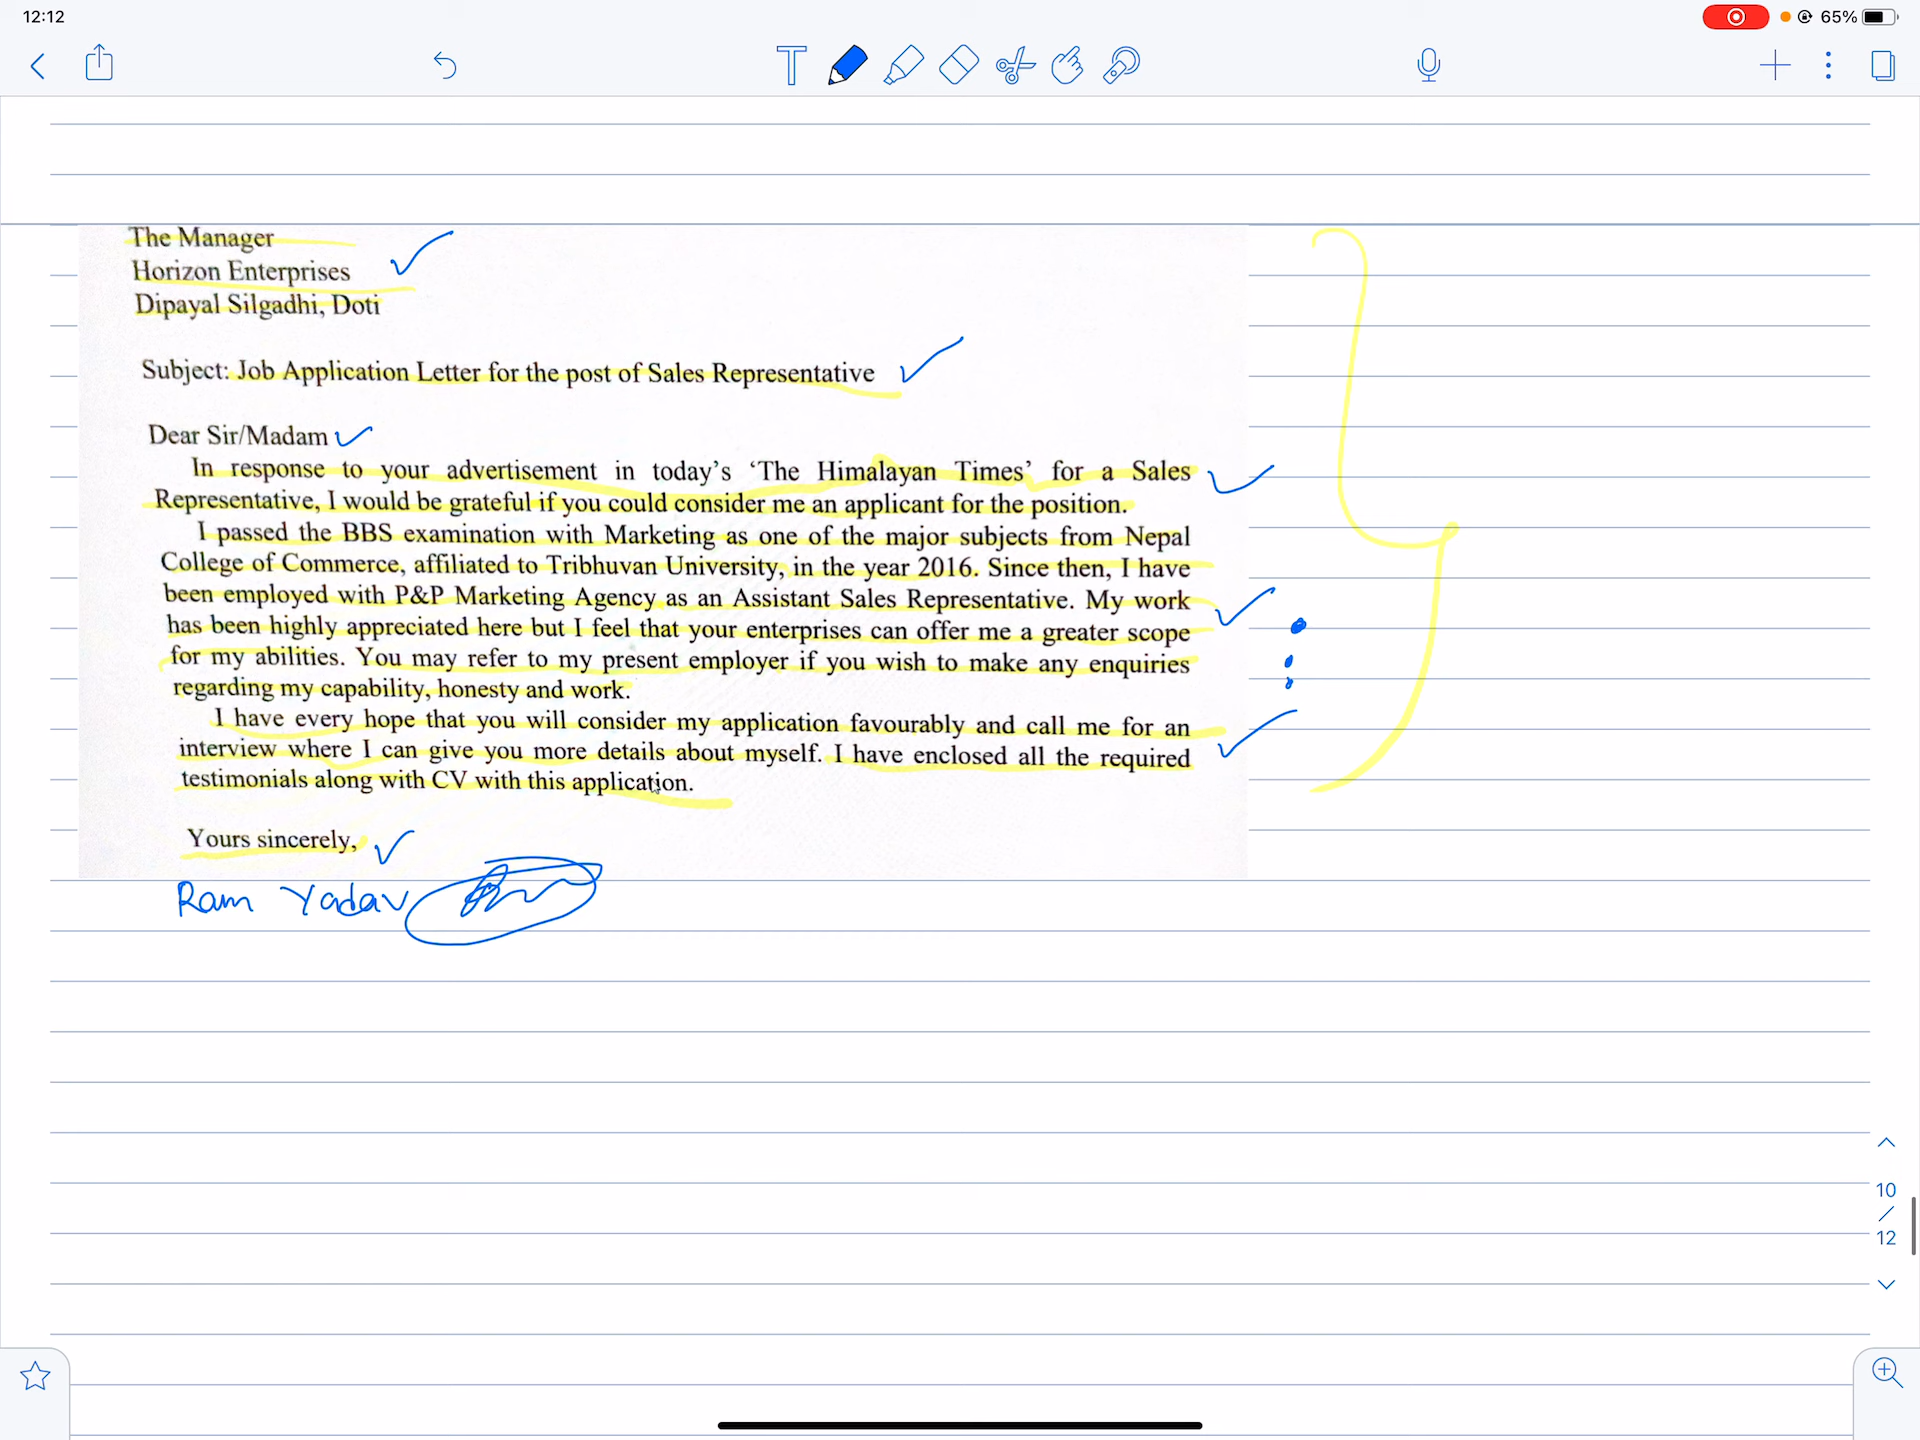 12:12
65%
The Manager
Horizon Enterprises
Dipayal Silgadhi, Doti
Subject: Job Application Letter for the post of Sales Representative
Dear Sir/Madam
In response to your advertisement in today's 'The Himalayan Times' for a Sales
Representative, I would be grateful if you could consider me an applicant for the position.
I passed the BBS examination with Marketing as one of the major subjects from Nepal
College of Commerce, affiliated to Tribhuvan University, in the year 2016. Since then, I have
been employed with P&P Marketing Agency as an Assistant Sales Representative. My work
has been highly appreciated here but I feel that your enterprises can offer me a greater scope
for my abilities. You may refer to my present employer if you wish to make any enquiries
regarding my capability, honesty and work.
I have every hope that you will consider my application favourably and call me for an
interview where I can give you more details about myself. I have enclosed all the required
testimonials along with CV with this application.
Yours sincerely,
Ram Yadav
10
/
12